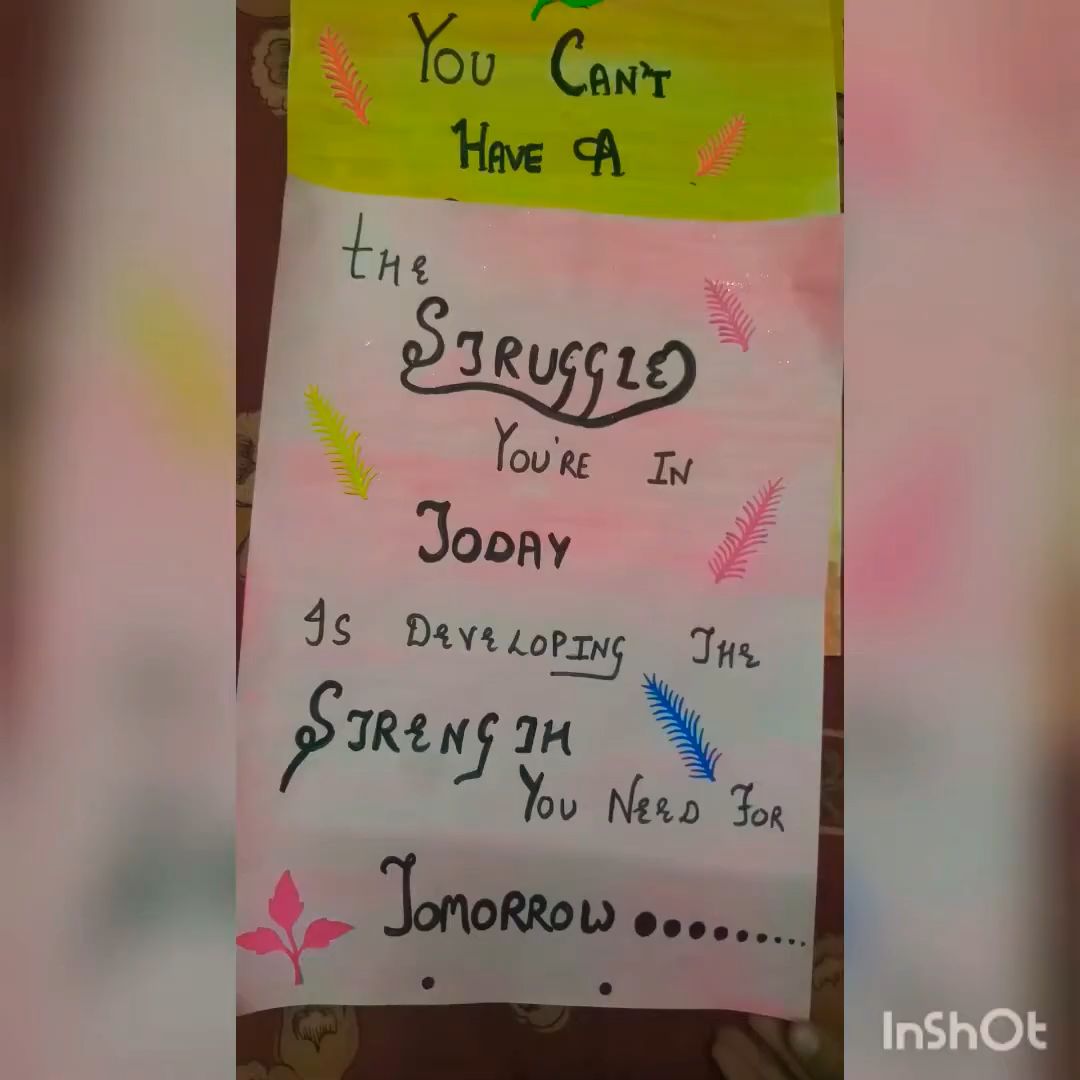 You Can't
Have A
the
Struggle
You're In
Today
Is Developing The
Strength
You Need For
Tomorrow.........
InShOt